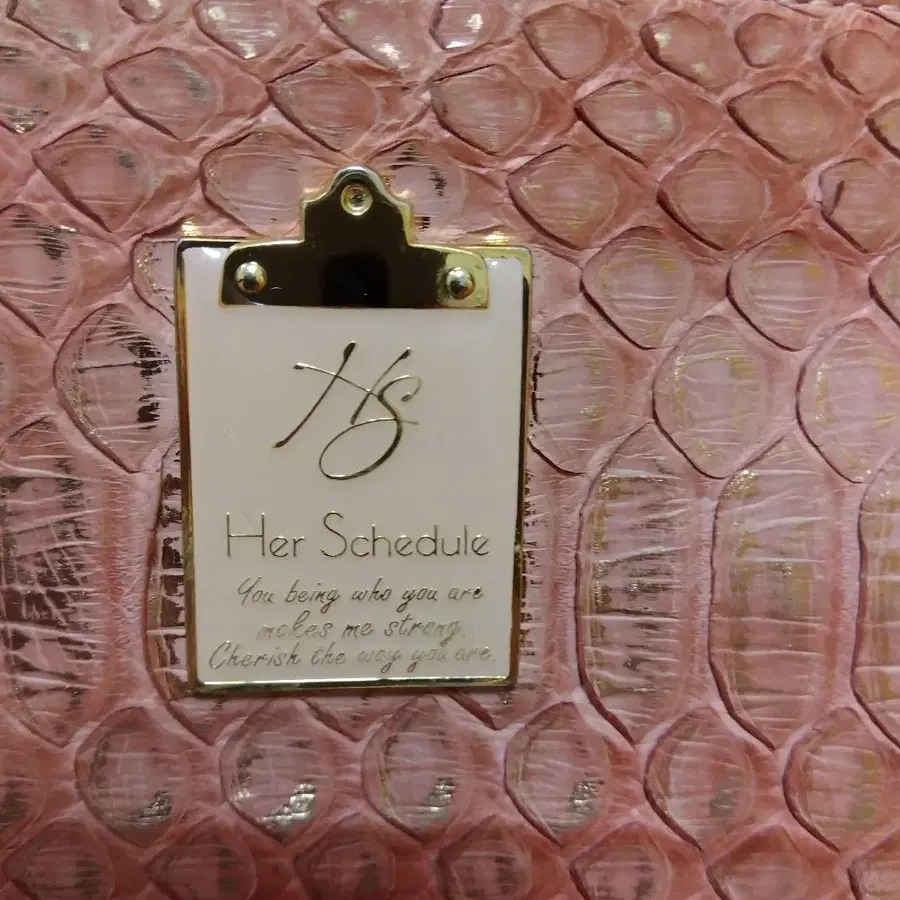 HS
Her Schedule
You being who you are
makes me strong.
Cherish the way you are.